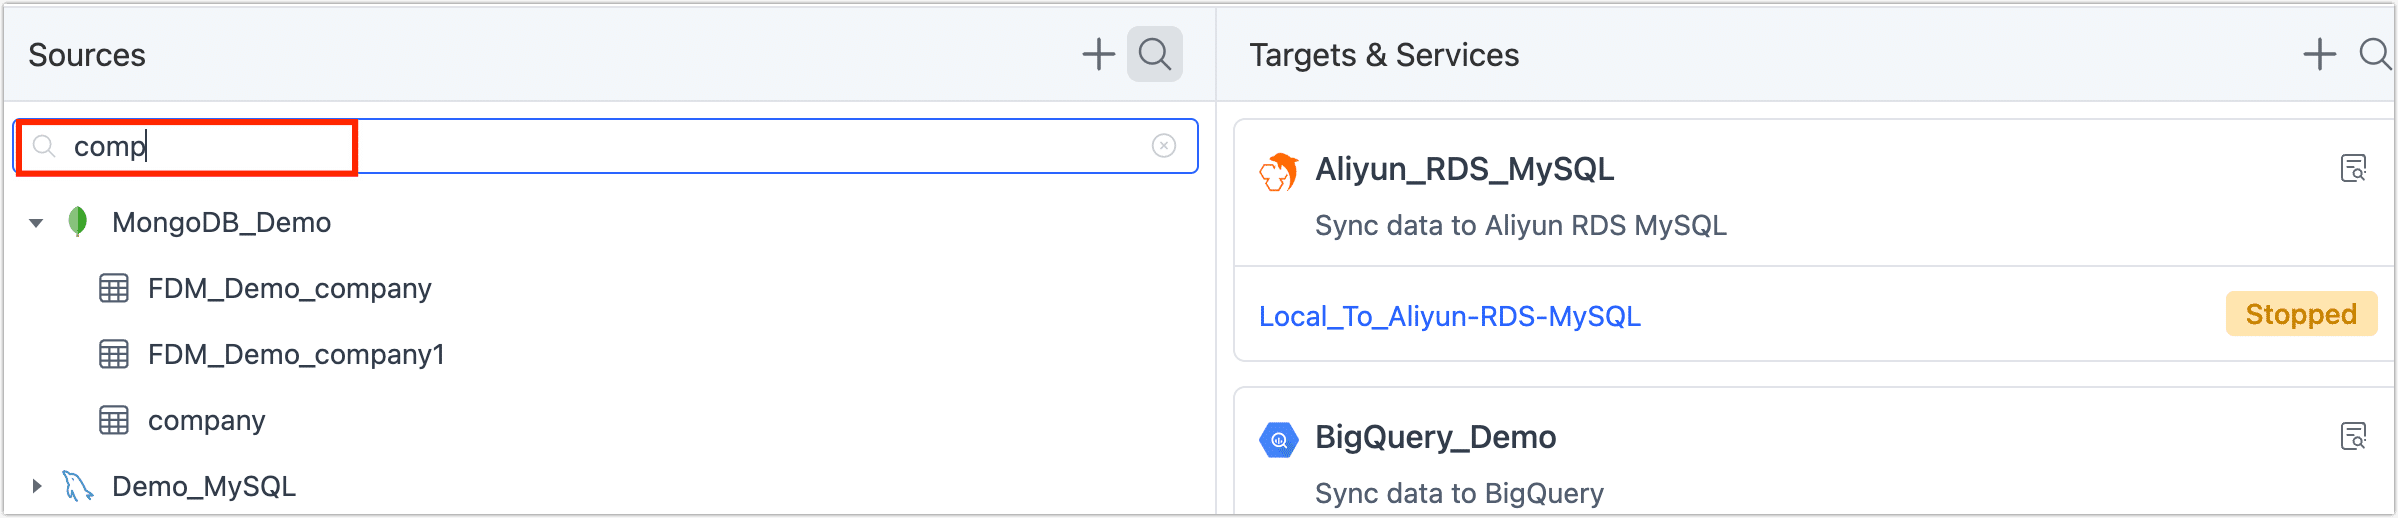 Sources
comp
MongoDB_Demo
FDM_Demo_company
FDM_Demo_company1
company
Demo_MySQL
Targets & Services
Aliyun_RDS_MySQL
Sync data to Aliyun RDS MySQL
Local_To_Aliyun-RDS-MySQL
Stopped
BigQuery_Demo
Sync data to BigQuery